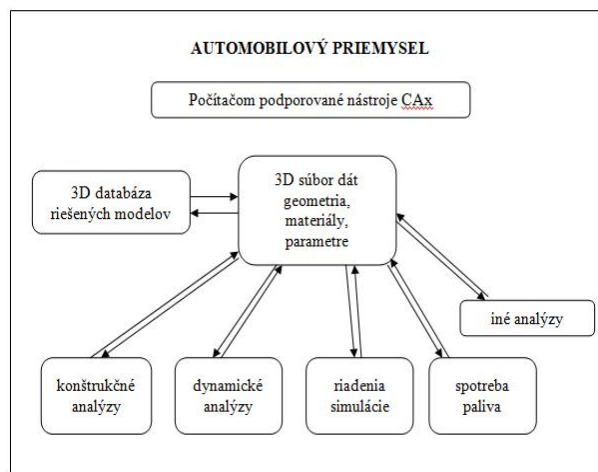 AUTOMOBILOVÝ PRIEMYSEL
Počítačom podporované nástroje CAx
3D databáza
riešených modelov
3D súbor dát
geometria,
materiály,
parametre
iné analýzy
konštrukčné
analýzy
dynamické
analýzy
riadenia
simulácie
spotreba
paliva